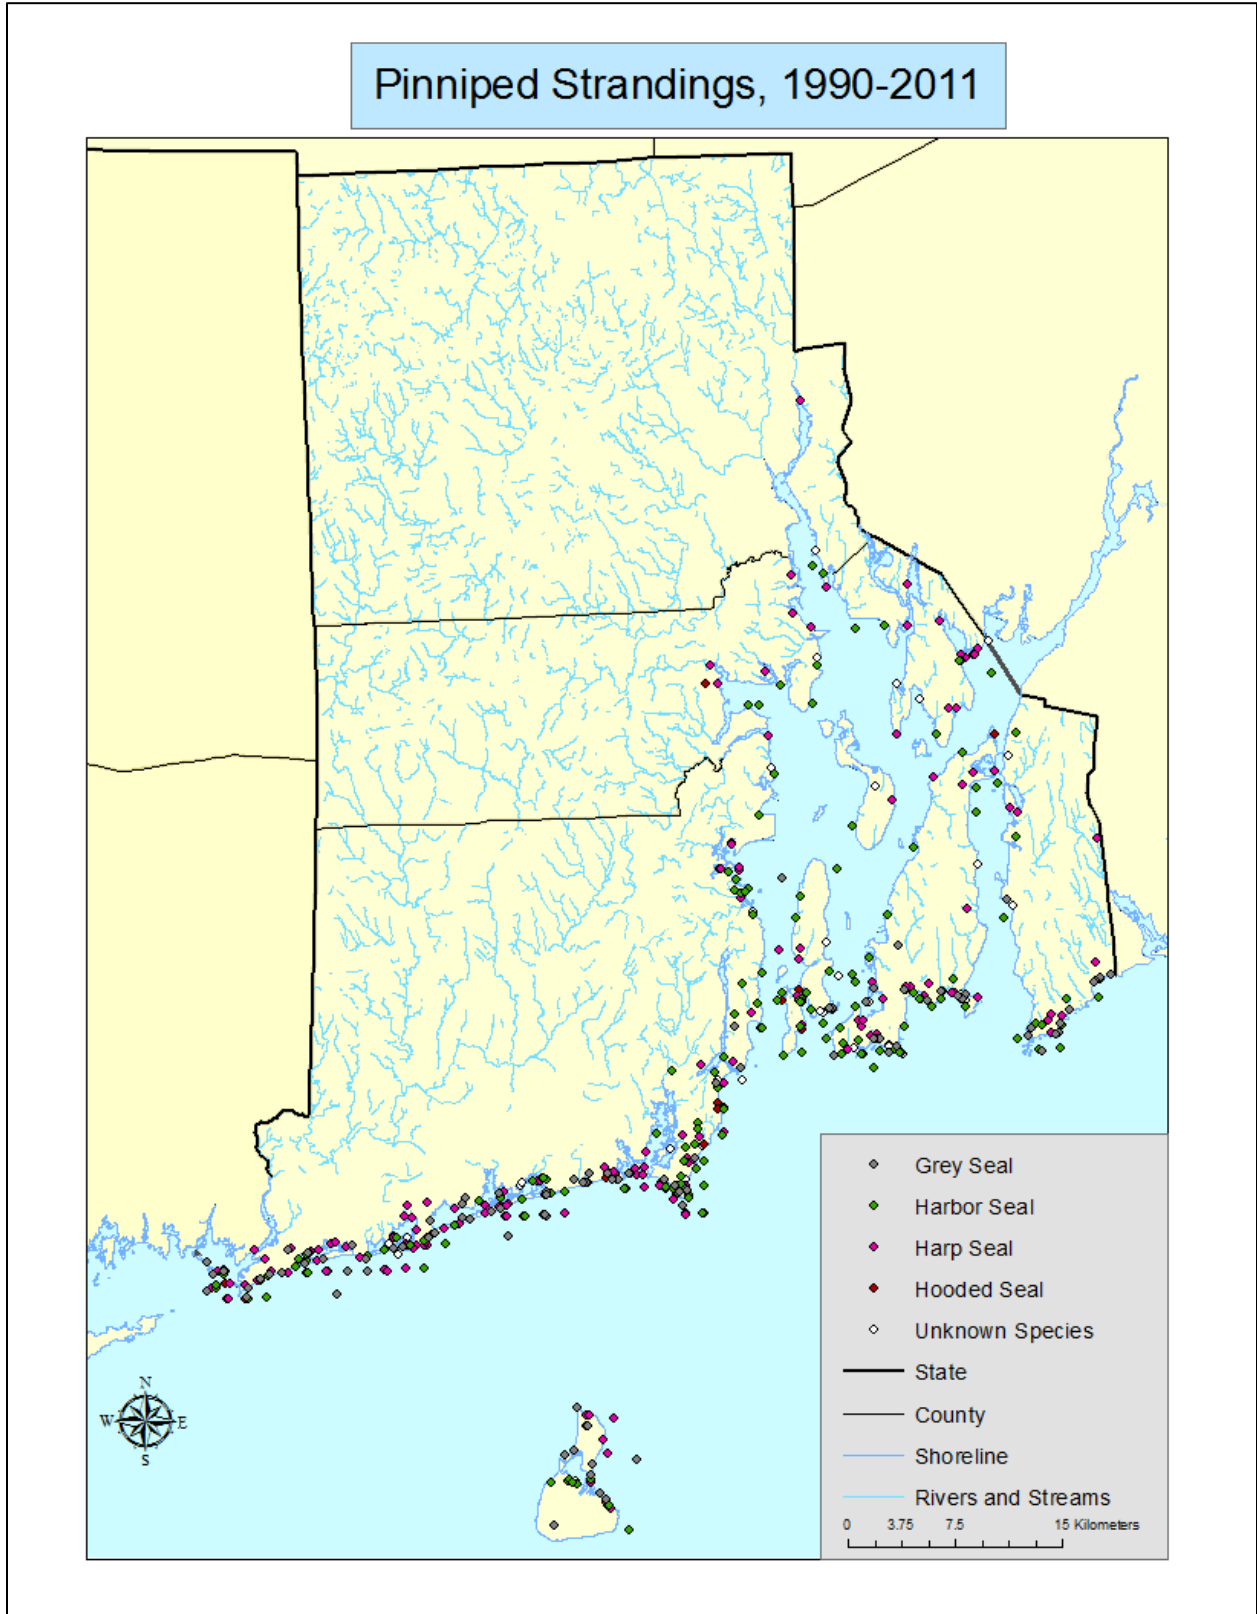 Pinniped Strandings, 1990-2011
Grey Seal
Harbor Seal
Harp Seal
Hooded Seal
Unknown Species
State
County
Shoreline
Rivers and Streams
0 3.75 7.5 15 Kilometers
N
W E
S